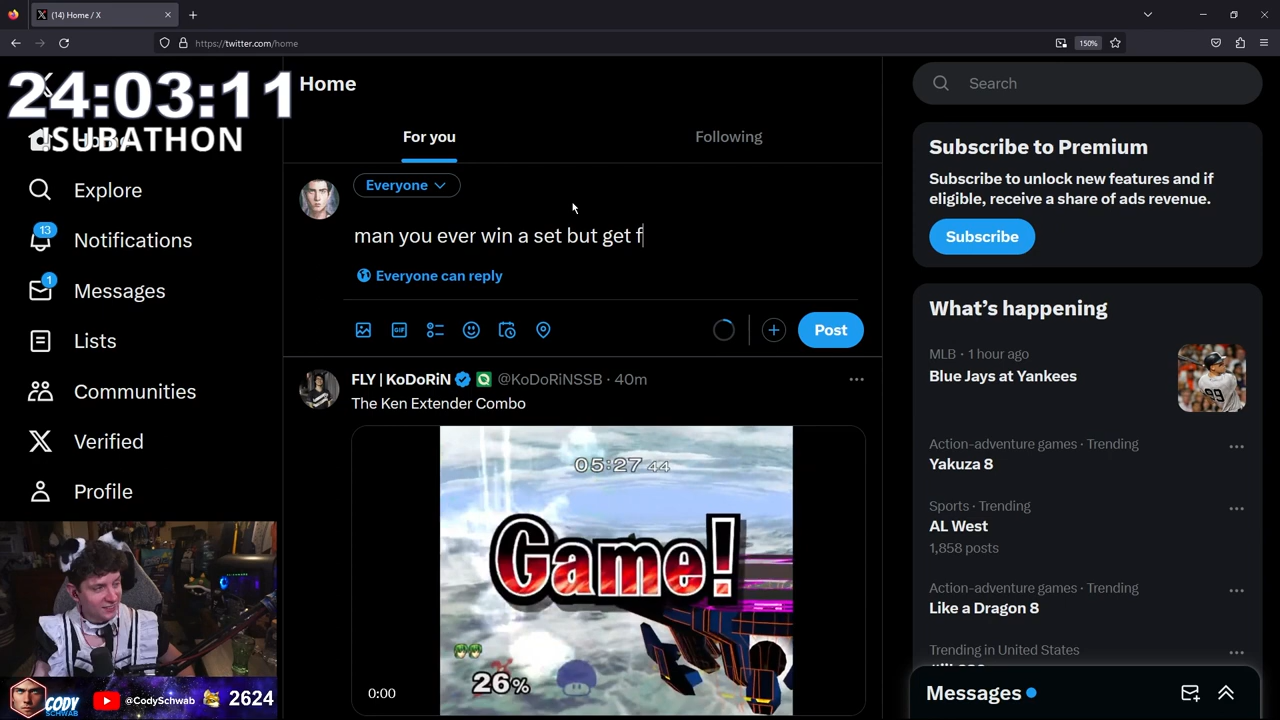 (14) Home / X
https://twitter.com/home
150%
24:03:11
!SUBATHON
Home
Explore
13
Notifications
1
Messages
Lists
Communities
Verified
Profile
CODY
SCHWAB
@CodySchwab
2624
Home
For you
Following
Everyone
man you ever win a set but get f
Everyone can reply
GIF
Post
FLY | KoDoRiN @KoDoRiNSSB · 40m
The Ken Extender Combo
05:27 44
Game!
26%
0:00
Search
Subscribe to Premium
Subscribe to unlock new features and if
eligible, receive a share of ads revenue.
Subscribe
What’s happening
MLB · 1 hour ago
Blue Jays at Yankees
99
Action-adventure games · Trending
Yakuza 8
Sports · Trending
AL West
1,858 posts
Action-adventure games · Trending
Like a Dragon 8
Trending in United States
Messages